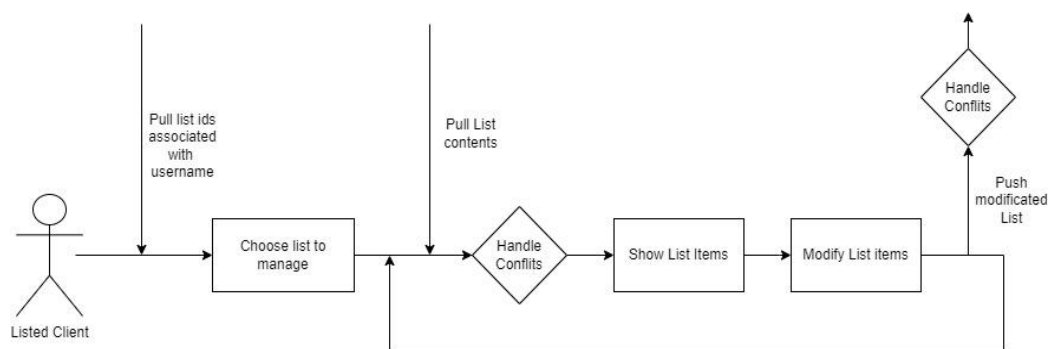 Pull list ids
associated
with
username
Pull List
contents
Handle
Conflits
Push
modificated
List
Choose list to
manage
Handle
Conflits
Show List Items
Modify List items
Listed Client